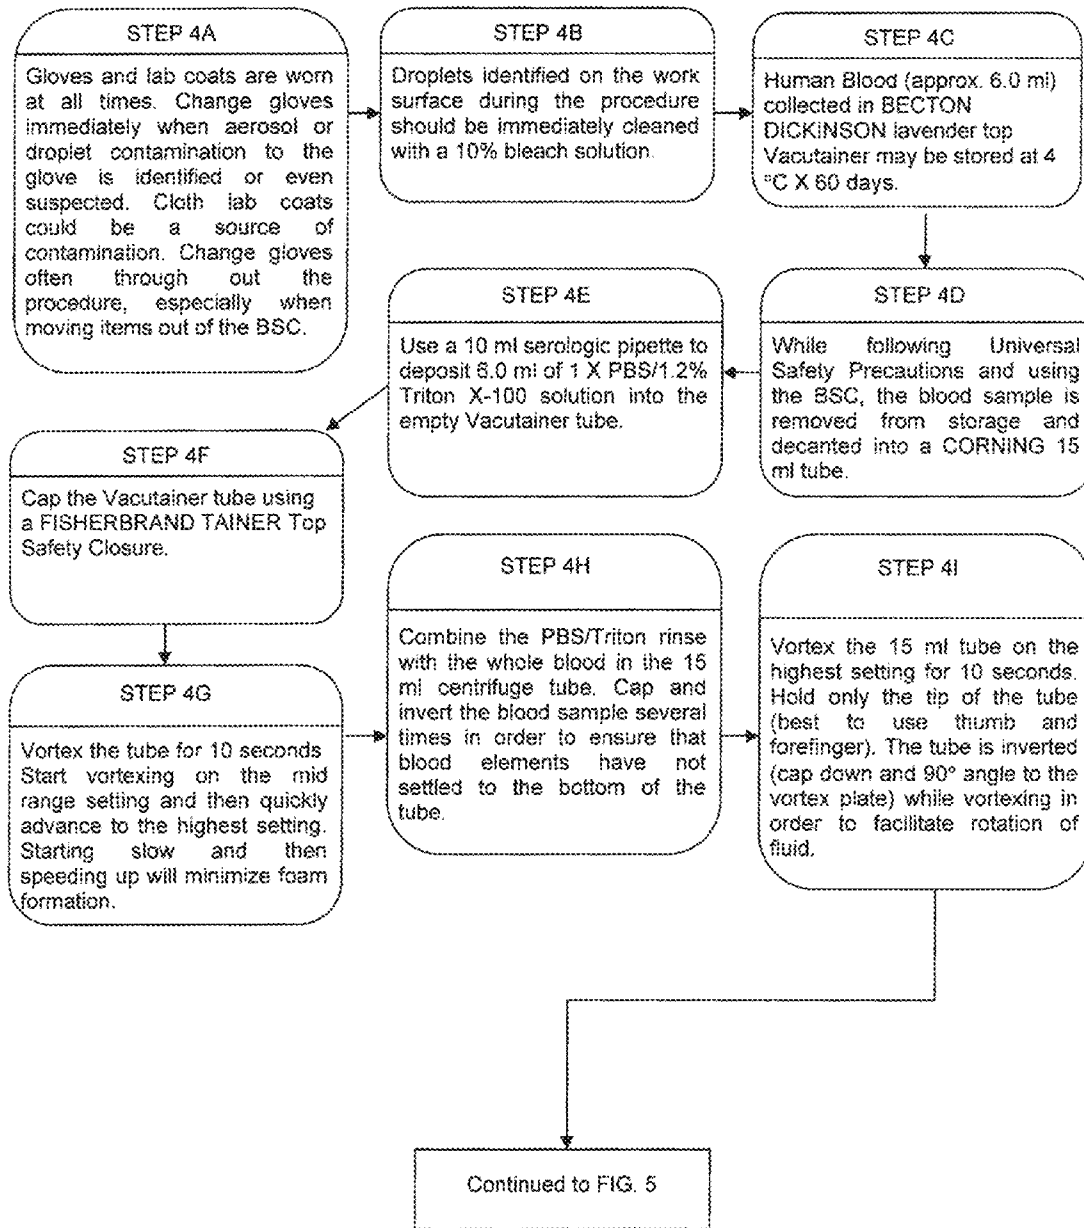 STEP 4A
Gloves and lab coats are worn
at all times. Change gloves
immediately when aerosol or
droplet contamination to the
glove is identified or even
suspected. Cloth lab coats
could be a source of
contamination. Change gloves
often through out the
procedure, especially when
moving items out of the BSC.
STEP 4B
Droplets identified on the work
surface during the procedure
should be immediately cleaned
with a 10% bleach solution.
STEP 4C
Human Blood (approx. 6.0 ml)
collected in BECTON
DICKINSON lavender top
Vacutainer may be stored at 4
°C X 60 days.
STEP 4D
While following Universal
Safety Precautions and using
the BSC, the blood sample is
removed from storage and
decanted into a CORNING 15
ml tube.
STEP 4E
Use a 10 ml serologic pipette to
deposit 6.0 ml of 1 X PBS/1.2%
Triton X-100 solution into the
empty Vacutainer tube.
STEP 4F
Cap the Vacutainer tube using
a FISHERBRAND TAINER Top
Safety Closure.
STEP 4G
Vortex the tube for 10 seconds
Start vortexing on the mid
range setting and then quickly
advance to the highest setting.
Starting slow and then
speeding up will minimize foam
formation.
STEP 4H
Combine the PBS/Triton rinse
with the whole blood in the 15
ml centrifuge tube. Cap and
invert the blood sample several
times in order to ensure that
blood elements have not
settled to the bottom of the
tube.
STEP 4I
Vortex the 15 ml tube on the
highest setting for 10 seconds.
Hold only the tip of the tube
(best to use thumb and
forefinger). The tube is inverted
(cap down and 90° angle to the
vortex plate) while vortexing in
order to facilitate rotation of
fluid.
Continued to FIG. 5